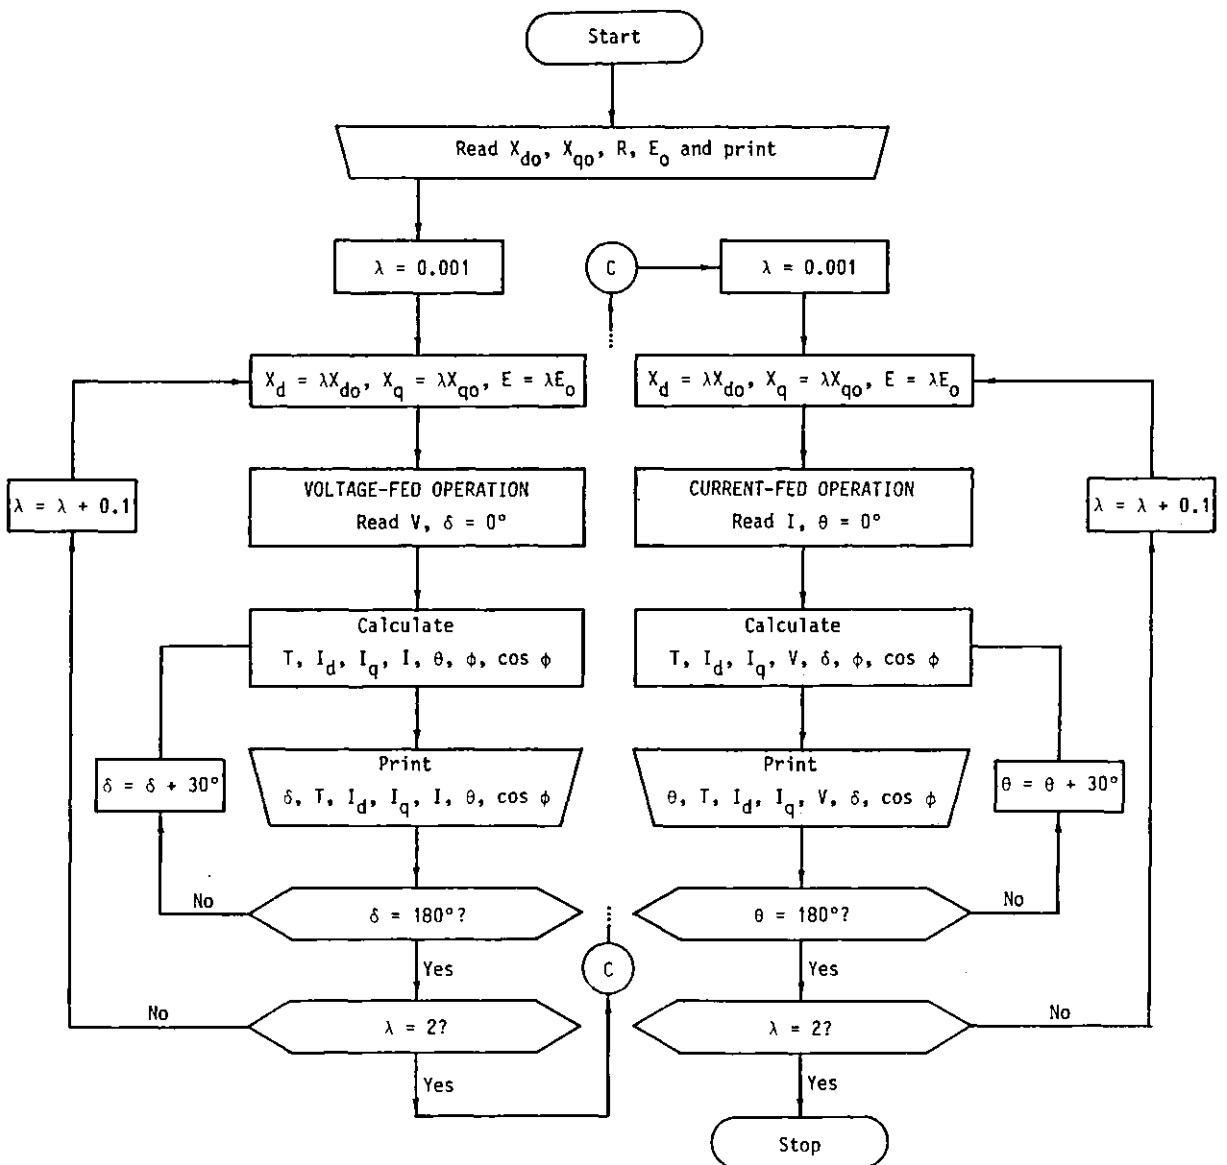 Start
Read X_do, X_qo, R, E_o and print
λ = 0.001
X_d = λX_do, X_q = λX_qo, E = λE_o
VOLTAGE-FED OPERATION
Read V, δ = 0°
Calculate
T, I_d, I_q, I, θ, ϕ, cos ϕ
Print
δ, T, I_d, I_q, I, θ, cos ϕ
δ = 180°?
No
δ = δ + 30°
Yes
λ = 2?
No
λ = λ + 0.1
Yes
C
C
λ = 0.001
X_d = λX_do, X_q = λX_qo, E = λE_o
CURRENT-FED OPERATION
Read I, θ = 0°
Calculate
T, I_d, I_q, V, δ, ϕ, cos ϕ
Print
θ, T, I_d, I_q, V, δ, cos ϕ
θ = 180°?
No
θ = θ + 30°
Yes
λ = 2?
No
λ = λ + 0.1
Yes
Stop